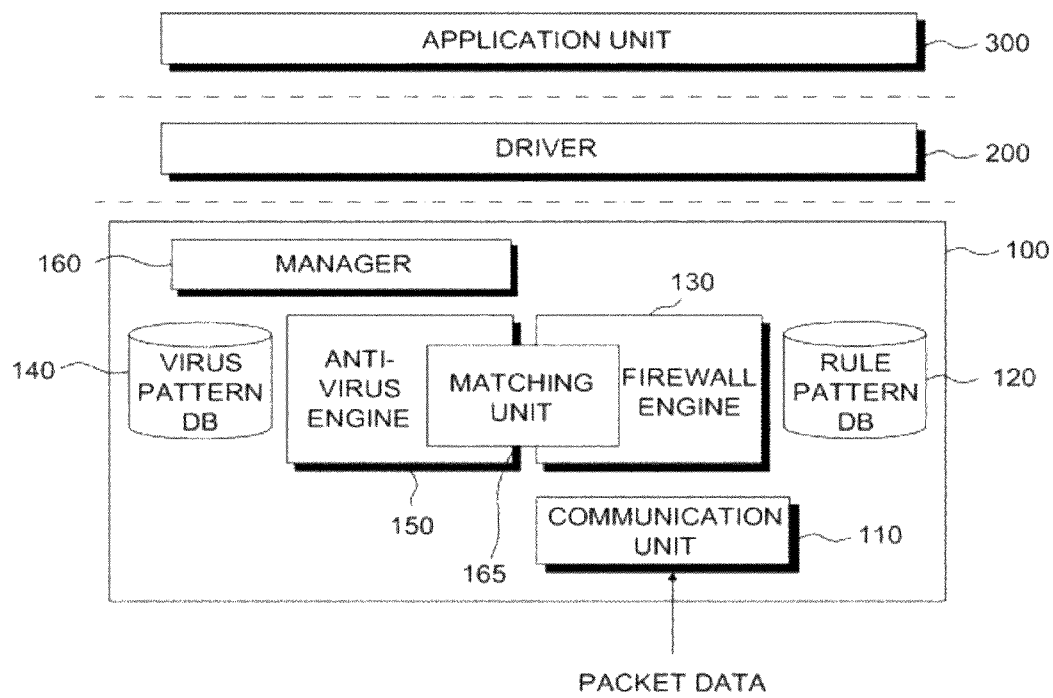 APPLICATION UNIT
300
DRIVER
200
100
160
MANAGER
130
140
VIRUS
PATTERN
DB
ANTI-
VIRUS
ENGINE
MATCHING
UNIT
FIREWALL
ENGINE
RULE
PATTERN
DB
120
150
165
COMMUNICATION
UNIT
110
PACKET DATA